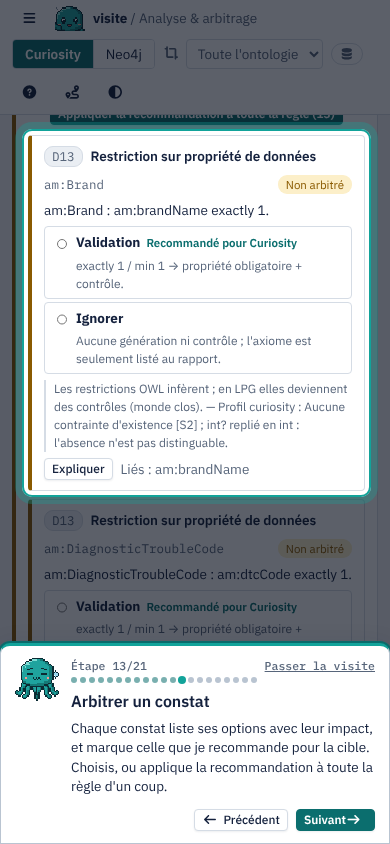 visite / Analyse & arbitrage
Curiosity Neo4j Toute l'ontologie
Appliquer la recommandation à toute la règle (13)
D13 Restriction sur propriété de données
am:Brand Non arbitré
am:Brand : am:brandName exactly 1.
Validation Recommandé pour Curiosity
exactly 1 / min 1 → propriété obligatoire +
contrôle.
Ignorer
Aucune génération ni contrôle ; l'axiome est
seulement listé au rapport.
Les restrictions OWL infèrent ; en LPG elles deviennent
des contrôles (monde clos). — Profil curiosity : Aucune
contrainte d'existence [S2] ; int? replié en int :
l'absence n'est pas distinguable.
Expliquer Liés : am:brandName
D13 Restriction sur propriété de données
am:DiagnosticTroubleCode Non arbitré
am:DiagnosticTroubleCode : am:dtcCode exactly 1.
Validation Recommandé pour Curiosity
exactly 1 / min 1 → propriété obligatoire +
Étape 13/21 Passer la visite
Arbitrer un constat
Chaque constat liste ses options avec leur impact,
et marque celle que je recommande pour la cible.
Choisis, ou applique la recommandation à toute la
règle d'un coup.
← Précédent Suivant→